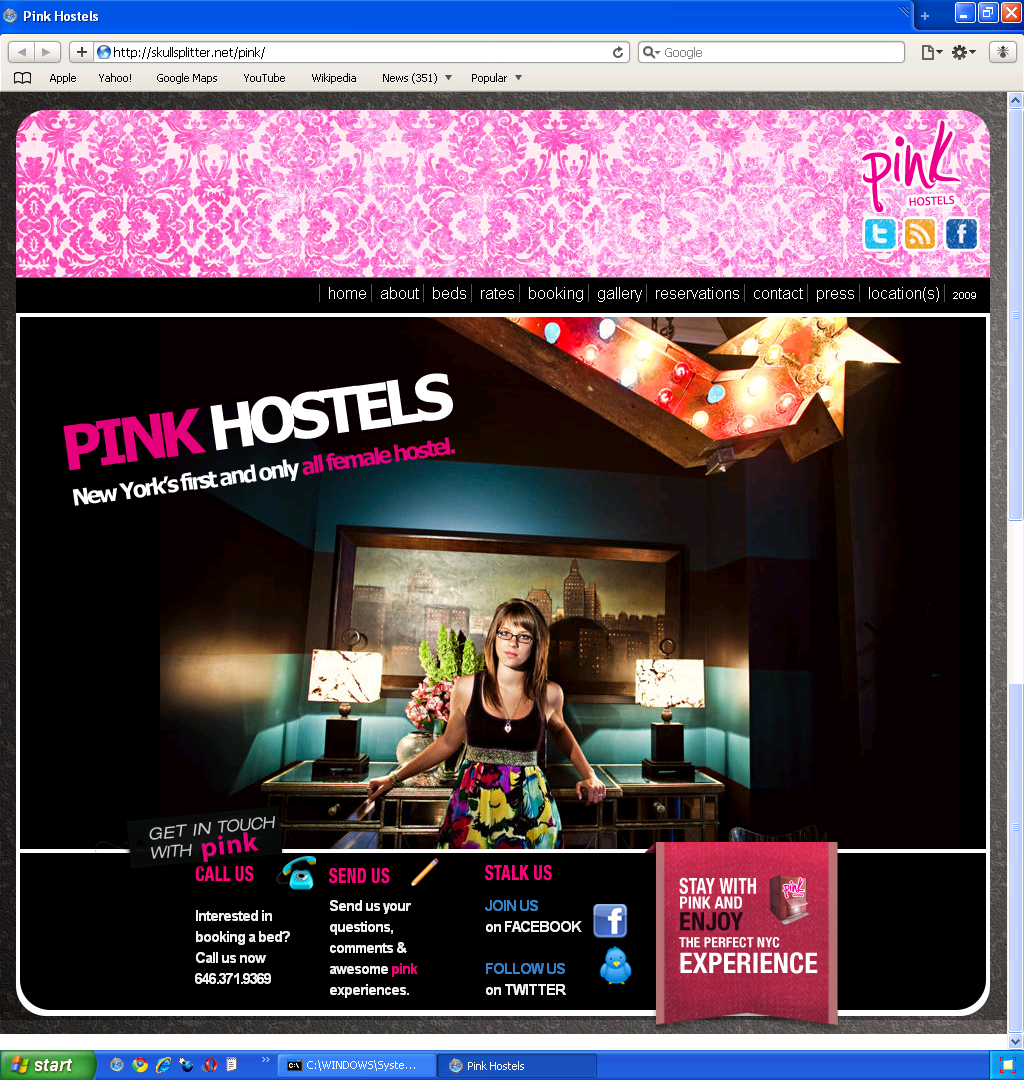 Pink Hostels
http://skullsplitter.net/pink/
Google
Apple Yahoo! Google Maps YouTube Wikipedia News (351) Popular
pink
HOSTELS
home about beds rates booking gallery reservations contact press location(s) 2009
PINK HOSTELS
New York's first and only all female hostel.
GET IN TOUCH
WITH pink
CALL US
Interested in
booking a bed?
Call us now
646.371.9369
SEND US
Send us your
questions,
comments &
awesome pink
experiences.
STALK US
JOIN US
on FACEBOOK
FOLLOW US
on TWITTER
STAY WITH
PINK AND
ENJOY
THE PERFECT NYC
EXPERIENCE
pink
start
C:\WINDOWS\Syste...
Pink Hostels